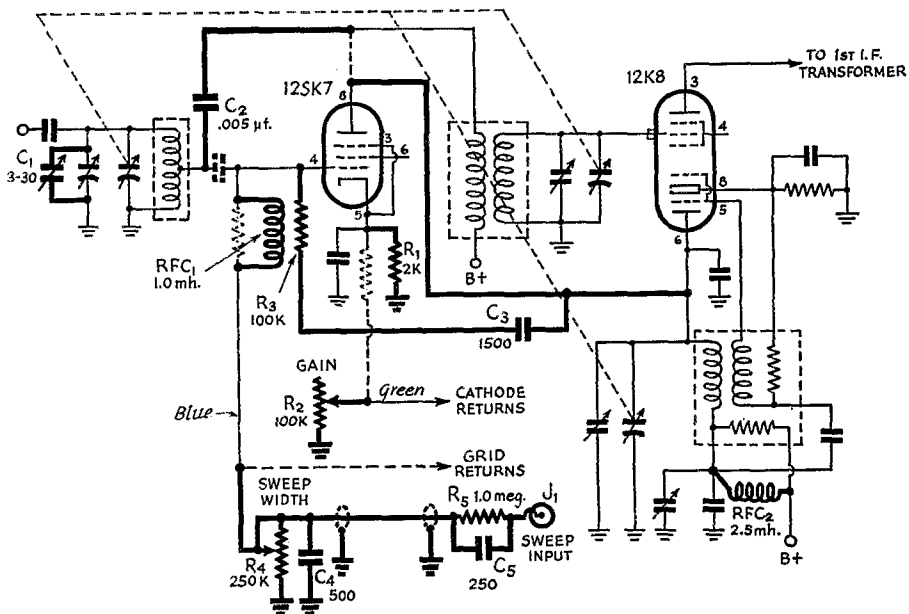 TO 1ST I.F.
TRANSFORMER
12SK7
12K8
8
3
C2
.005 µf.
3
6
4
4
C1
3-30
5
8
5
6
RFC1
1.0 mh.
R1
2K
R3
100K
B+
C3
1500
GAIN
R2
100K
Green
CATHODE
RETURNS
Blue
GRID
RETURNS
SWEEP
WIDTH
R5 1.0 meg.
J1
SWEEP
INPUT
RFC2
2.5mh.
R4
250K
C4
500
C5
250
B+